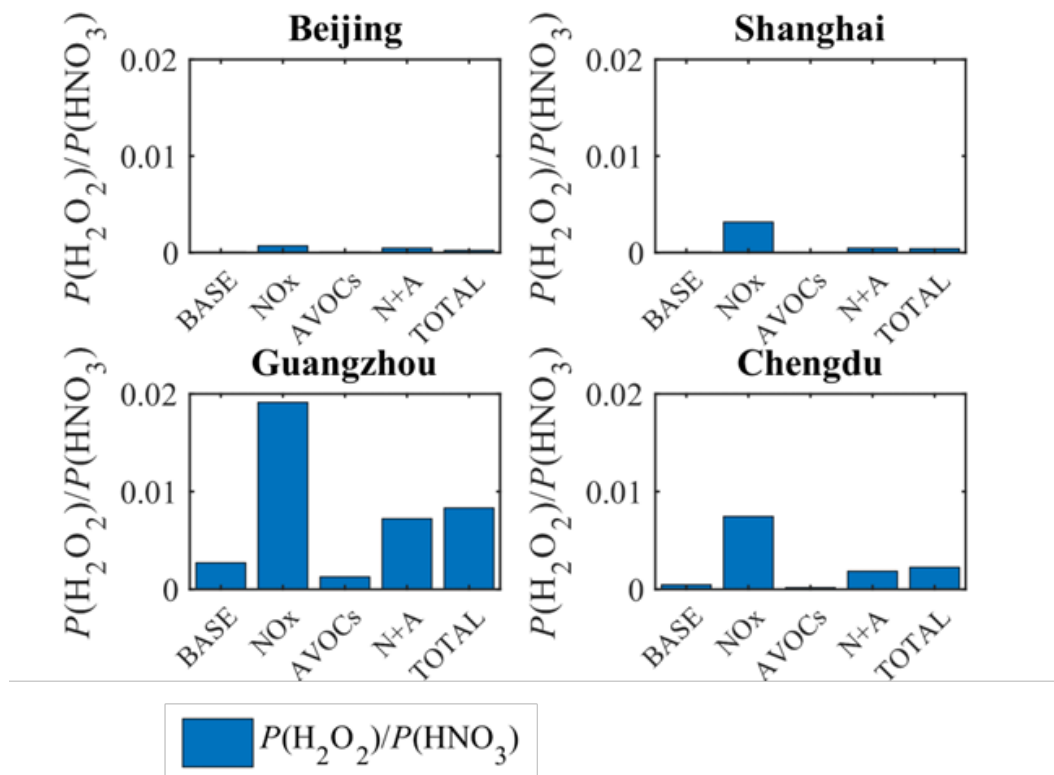 Beijing
P(H2O2)/P(HNO3)
0.02
0.01
0
BASE
NOx
AVOCs
N+A
TOTAL
Shanghai
P(H2O2)/P(HNO3)
0.02
0.01
0
BASE
NOx
AVOCs
N+A
TOTAL
Guangzhou
P(H2O2)/P(HNO3)
0.02
0.01
0
BASE
NOx
AVOCs
N+A
TOTAL
Chengdu
P(H2O2)/P(HNO3)
0.02
0.01
0
BASE
NOx
AVOCs
N+A
TOTAL
P(H2O2)/P(HNO3)